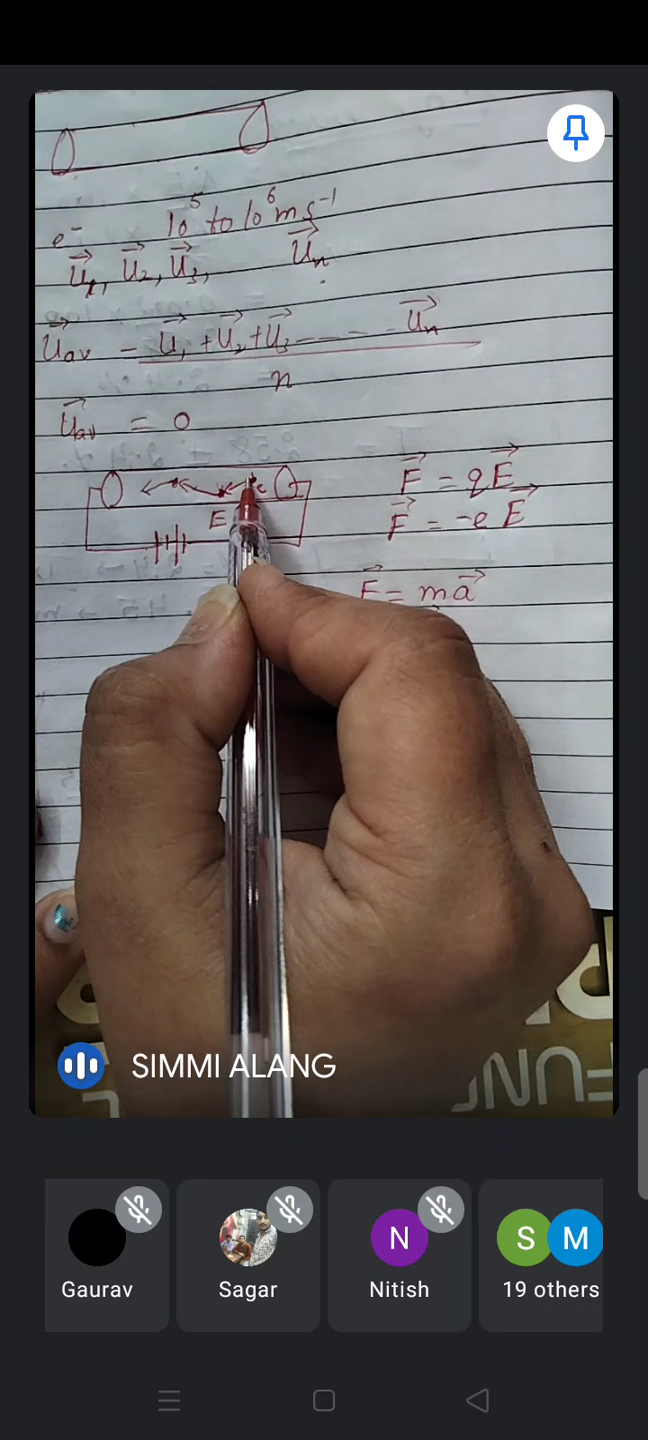 e⁻ 10⁵ to 10⁶ ms⁻¹
u⃗₁, u⃗₂, u⃗₃, u⃗ₙ
u⃗av = u⃗₁ + u⃗₂ + u⃗₃ - - - - u⃗ₙ
n
u⃗av = 0
F⃗ = qE⃗
E F⃗ = -e E⃗
F⃗ = ma⃗
SIMMI ALANG
N S M
Gaurav Sagar Nitish 19 others